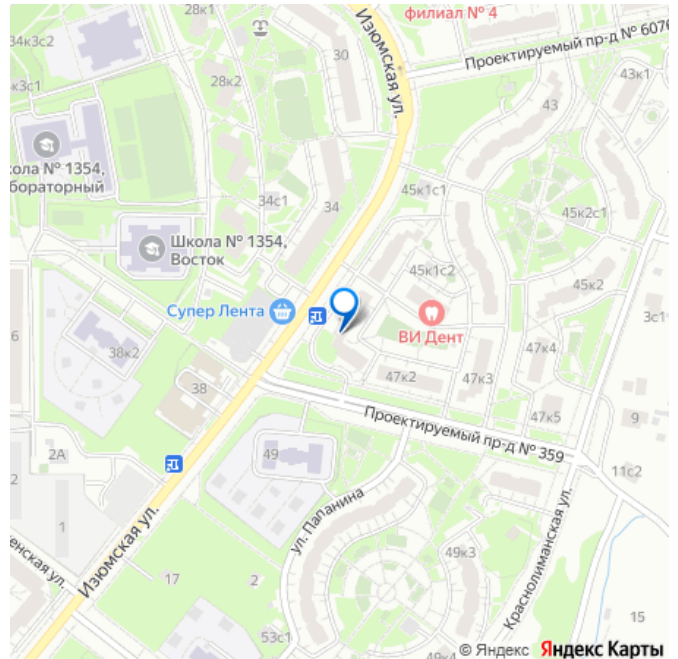 28к1
филиал № 4
34к3с2
30
Изюмская ул.
Проектируемый пр-д № 6076
28к2
43к1
к3с1
43
кола № 1354,
бораторный
34с1
34
45к1с1
45к2с1
Школа № 1354,
Восток
45к1с2
45к2
Супер Лента
3с1
ВИ Дент
6
38к2
47к4
38
47к2
47к3
Проектируемый пр-д № 359
47к5
9
2А
49
11с2
2
1
ул. Папанина
Изюмская ул.
Краснолиманская ул.
енская ул.
17
2
49к3
15
53с1
49к4
© Яндекс Яндекс Карты